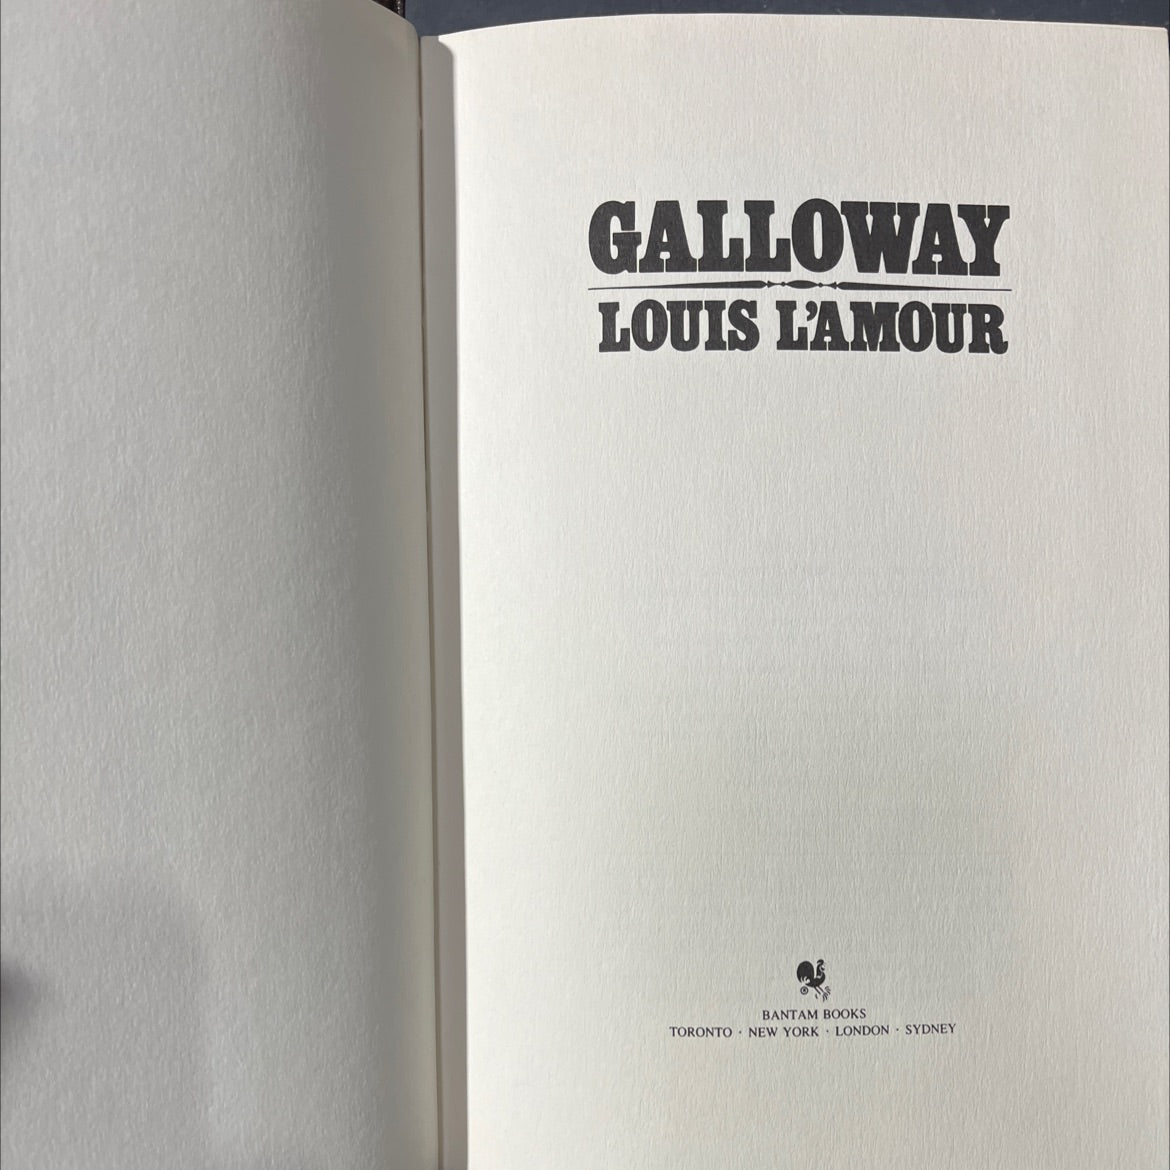 GALLOWAY
LOUIS L'AMOUR
BANTAM BOOKS
TORONTO · NEW YORK · LONDON · SYDNEY